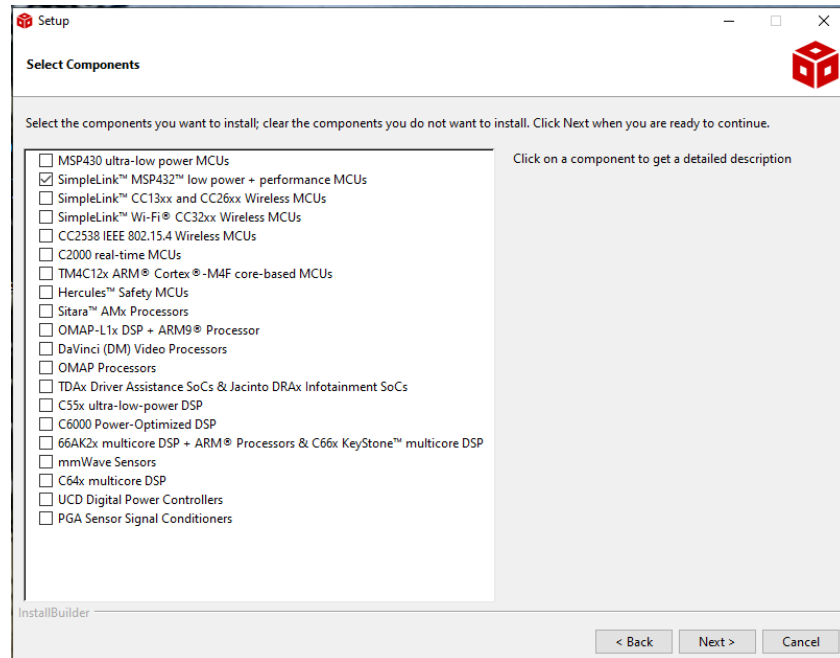 Setup
Select Components
Select the components you want to install; clear the components you do not want to install. Click Next when you are ready to continue.
MSP430 ultra-low power MCUs
Click on a component to get a detailed description
SimpleLink™ MSP432™ low power + performance MCUs
SimpleLink™ CC13xx and CC26xx Wireless MCUs
SimpleLink™ Wi-Fi® CC32xx Wireless MCUs
CC2538 IEEE 802.15.4 Wireless MCUs
C2000 real-time MCUs
TM4C12x ARM® Cortex®-M4F core-based MCUs
Hercules™ Safety MCUs
Sitara™ AMx Processors
OMAP-L1x DSP + ARM9® Processor
DaVinci (DM) Video Processors
OMAP Processors
TDAx Driver Assistance SoCs & Jacinto DRAx Infotainment SoCs
C55x ultra-low-power DSP
C6000 Power-Optimized DSP
66AK2x multicore DSP + ARM® Processors & C66x KeyStone™ multicore DSP
mmWave Sensors
C64x multicore DSP
UCD Digital Power Controllers
PGA Sensor Signal Conditioners
InstallBuilder
< Back
Next >
Cancel